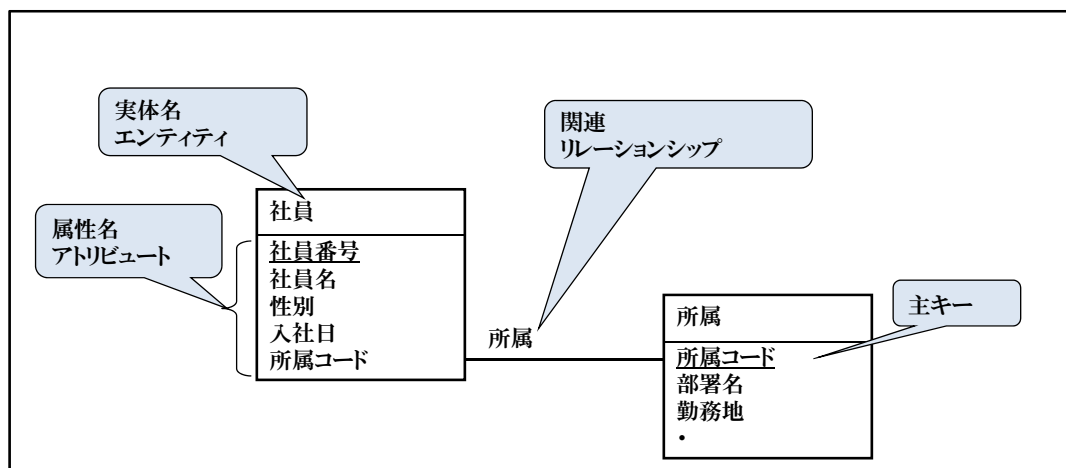 実体名
エンティティ
関連
リレーションシップ
属性名
アトリビュート
社員
社員番号
社員名
性別
入社日
所属コード
所属
主キー
所属
所属コード
部署名
勤務地
・